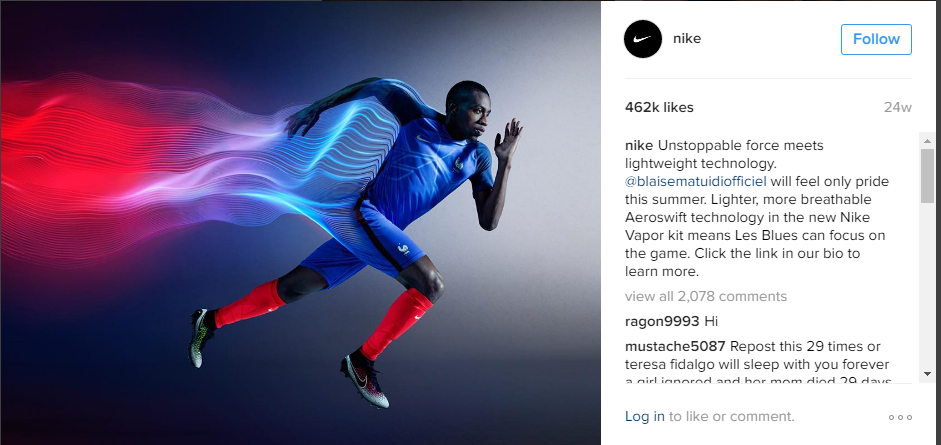 nike
Follow
462k likes
24w
nike Unstoppable force meets
lightweight technology.
@blaisematuidiofficiel will feel only pride
this summer. Lighter, more breathable
Aeroswift technology in the new Nike
Vapor kit means Les Blues can focus on
the game. Click the link in our bio to
learn more.
view all 2,078 comments
ragon9993 Hi
mustache5087 Repost this 29 times or
teresa fidalgo will sleep with you forever
a girl ignored and her mom died 29 days
Log in to like or comment.